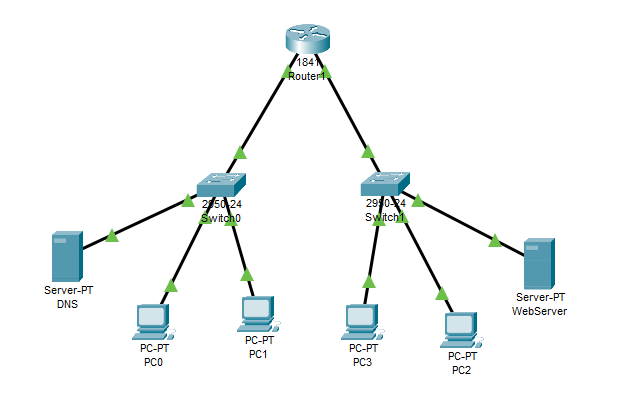 1841
Router1
2950-24
Switch0
2950-24
Switch1
Server-PT
DNS
PC-PT
PC0
PC-PT
PC1
PC-PT
PC3
PC-PT
PC2
Server-PT
WebServer